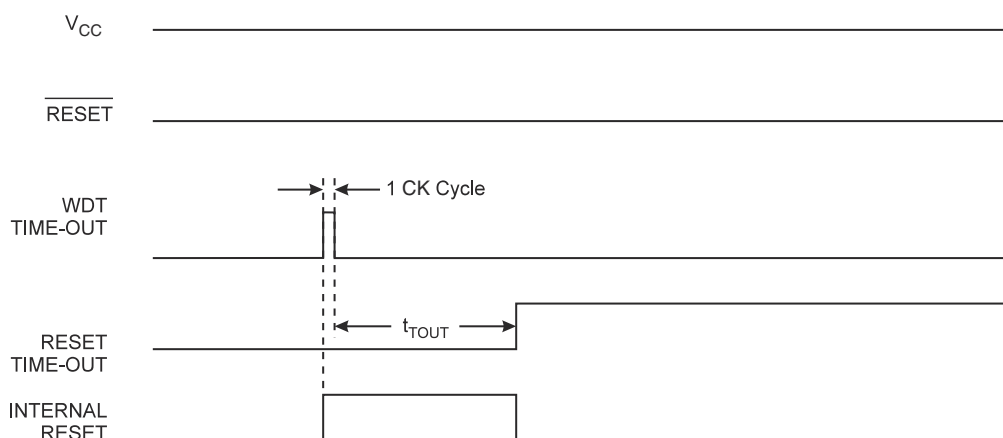 VCC
RESET
1 CK Cycle
WDT
TIME-OUT
tTOUT
RESET
TIME-OUT
INTERNAL
RESET